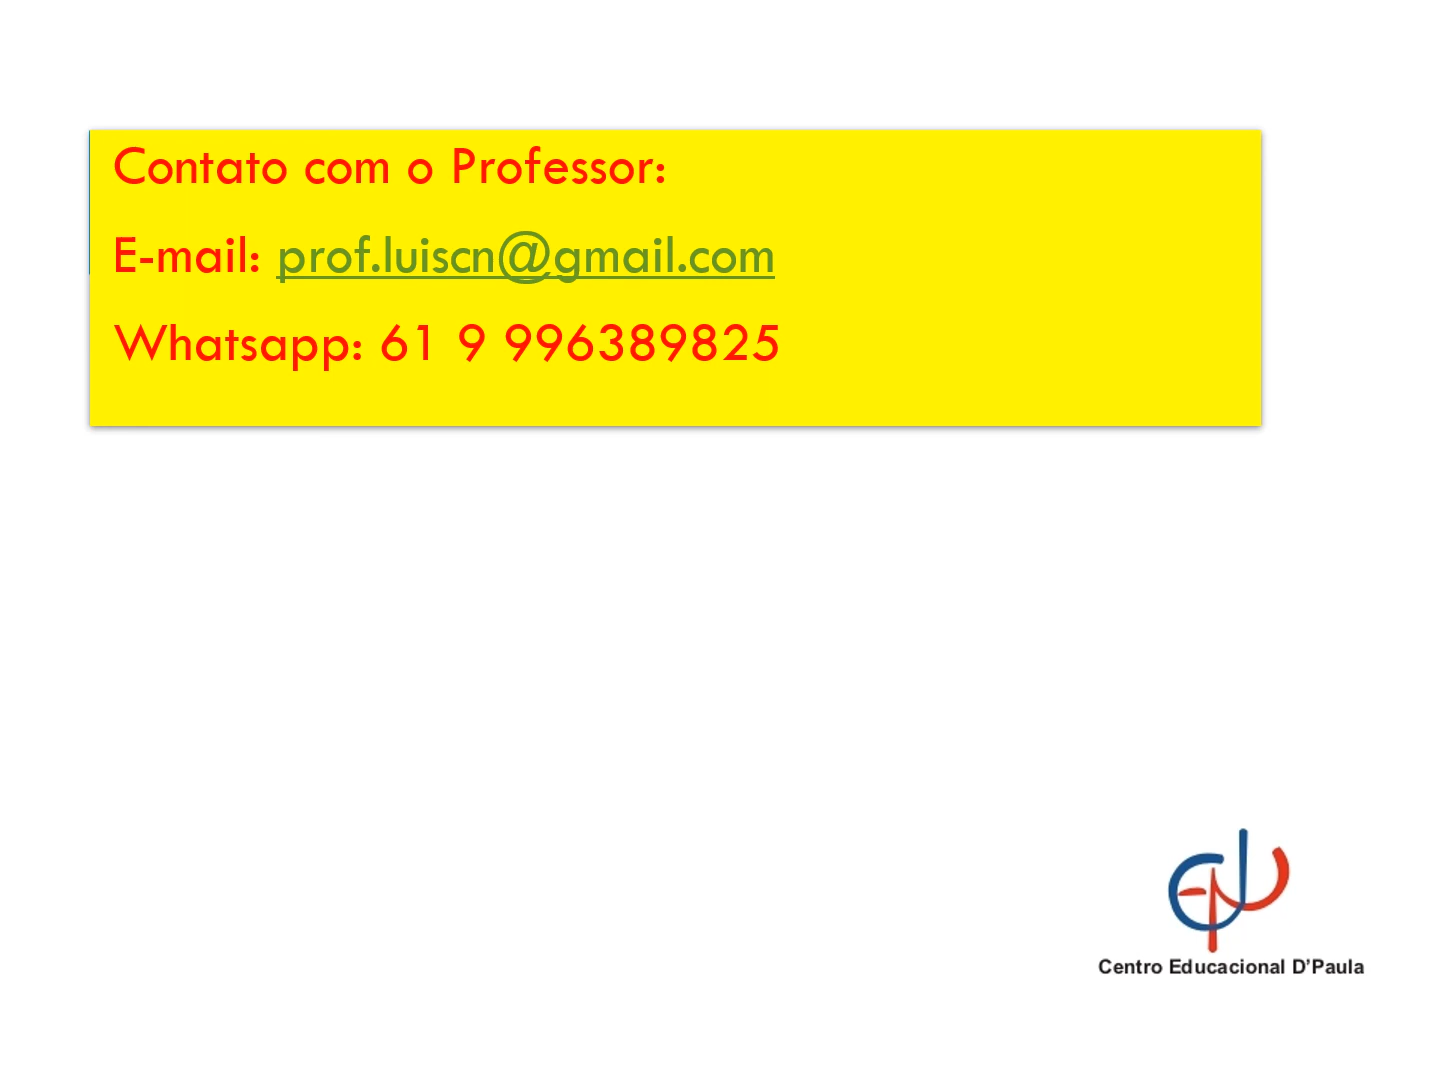 Contato com o Professor:
E-mail: prof.luiscn@gmail.com
Whatsapp: 61 9 996389825
Centro Educacional D'Paula